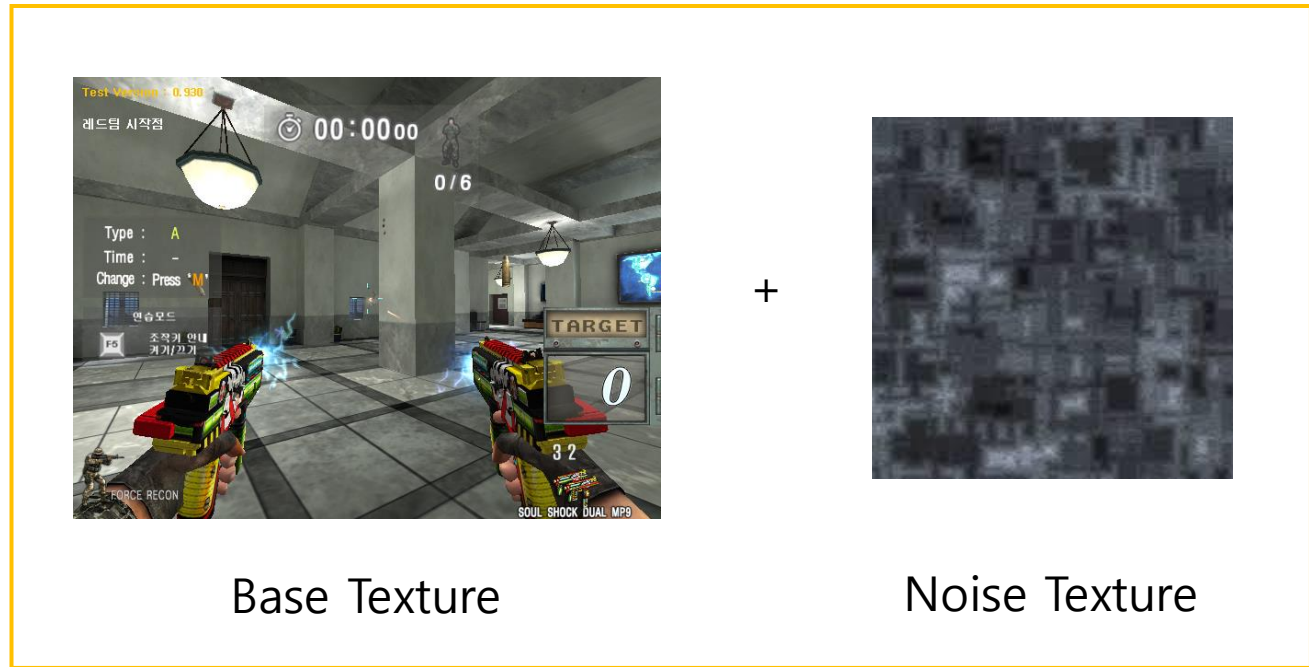 Test Version : 0.930
레드팀 시작점
00:00 00
0/6
Type : A
Time : -
Change : Press 'M'
연습모드
F5
조작키 안내
켜기/끄기
TARGET
0
32
FORCE RECON
SOUL SHOCK DUAL MP9
+
Base Texture
Noise Texture